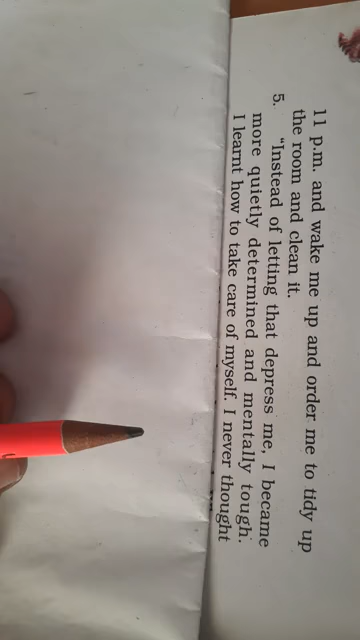 11 p.m. and wake me up and order me to tidy up
the room and clean it.
5. "Instead of letting that depress me, I became
more quietly determined and mentally tough.
I learnt how to take care of myself. I never thought